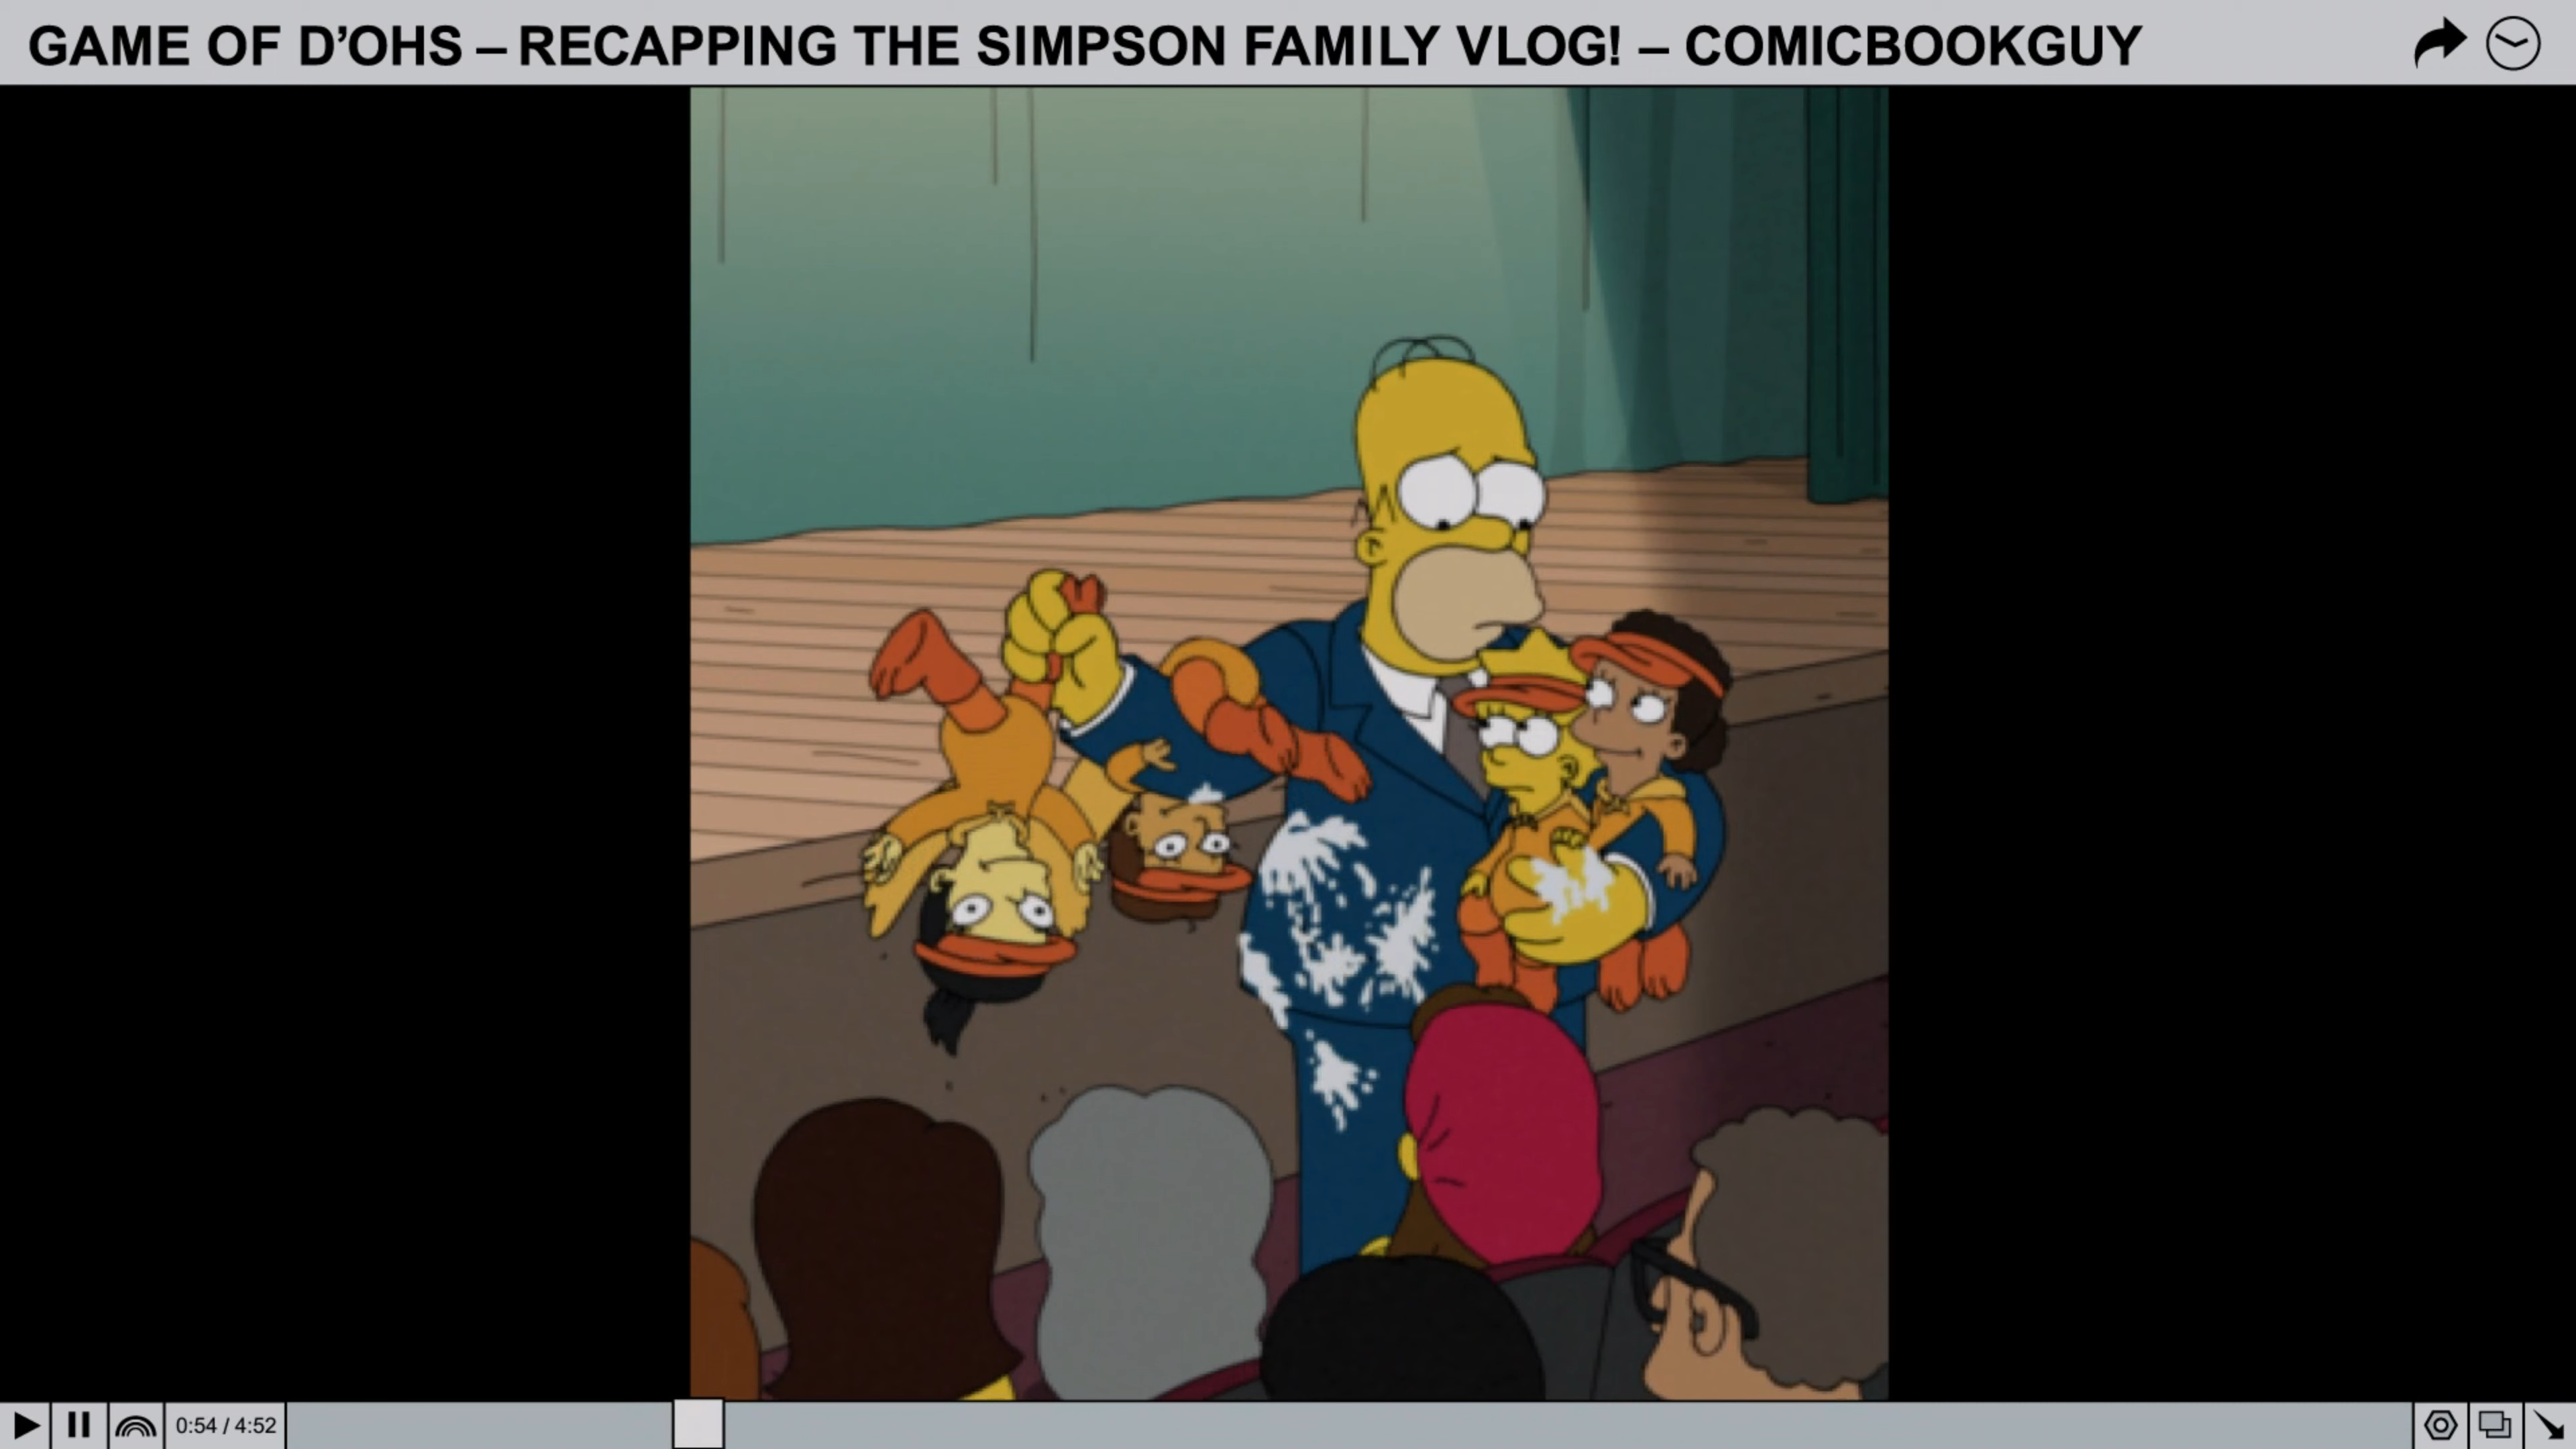 GAME OF D’OHS – RECAPPING THE SIMPSON FAMILY VLOG! – COMICBOOKGUY
0:54 / 4:52